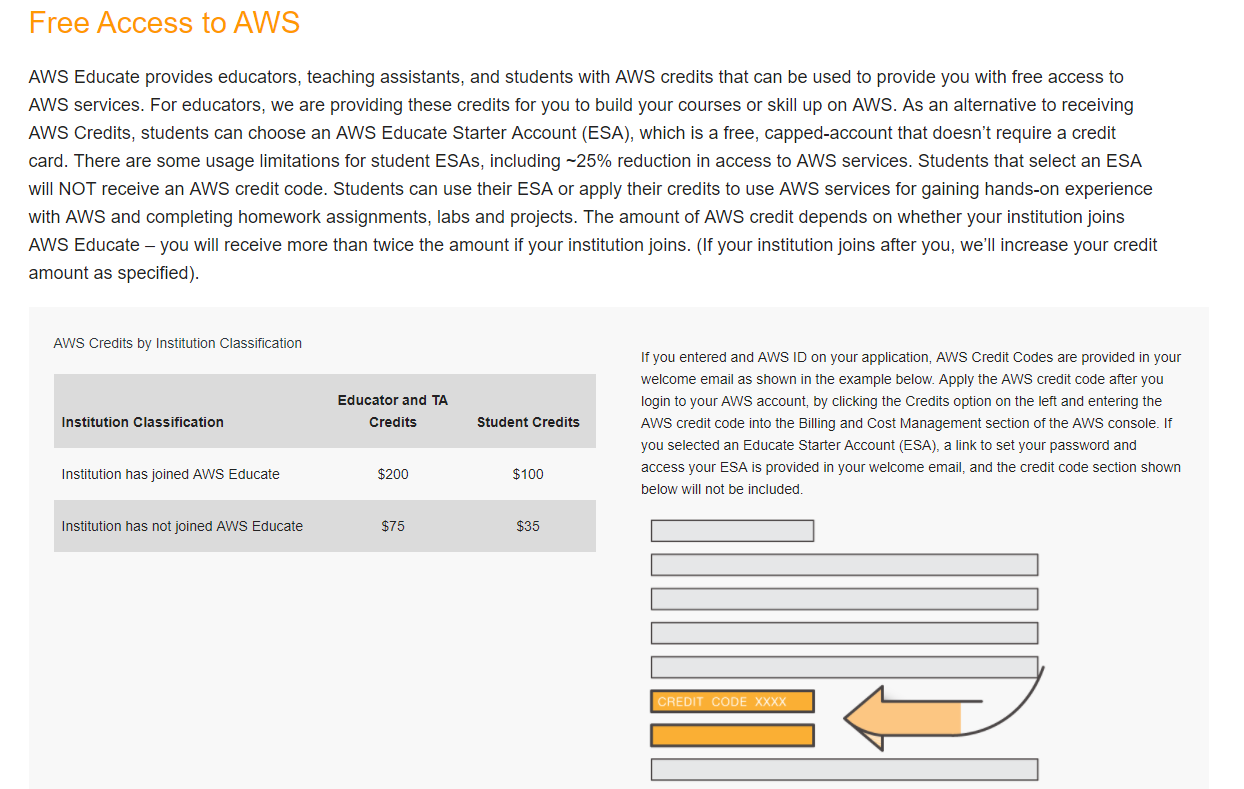 Free Access to AWS
AWS Educate provides educators, teaching assistants, and students with AWS credits that can be used to provide you with free access to
AWS services. For educators, we are providing these credits for you to build your courses or skill up on AWS. As an alternative to receiving
AWS Credits, students can choose an AWS Educate Starter Account (ESA), which is a free, capped-account that doesn’t require a credit
card. There are some usage limitations for student ESAs, including ~25% reduction in access to AWS services. Students that select an ESA
will NOT receive an AWS credit code. Students can use their ESA or apply their credits to use AWS services for gaining hands-on experience
with AWS and completing homework assignments, labs and projects. The amount of AWS credit depends on whether your institution joins
AWS Educate – you will receive more than twice the amount if your institution joins. (If your institution joins after you, we’ll increase your credit
amount as specified).
AWS Credits by Institution Classification
Institution Classification
Educator and TA
Credits
Student Credits
Institution has joined AWS Educate $200 $100
Institution has not joined AWS Educate $75 $35
If you entered and AWS ID on your application, AWS Credit Codes are provided in your
welcome email as shown in the example below. Apply the AWS credit code after you
login to your AWS account, by clicking the Credits option on the left and entering the
AWS credit code into the Billing and Cost Management section of the AWS console. If
you selected an Educate Starter Account (ESA), a link to set your password and
access your ESA is provided in your welcome email, and the credit code section shown
below will not be included.
CREDIT CODE XXXX